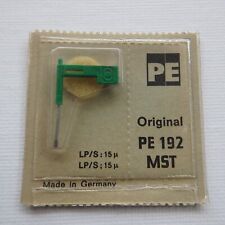 PE
Original
PE 192
MST
LP/S: 15 µ
LP/S: 15 µ
Made in Germany